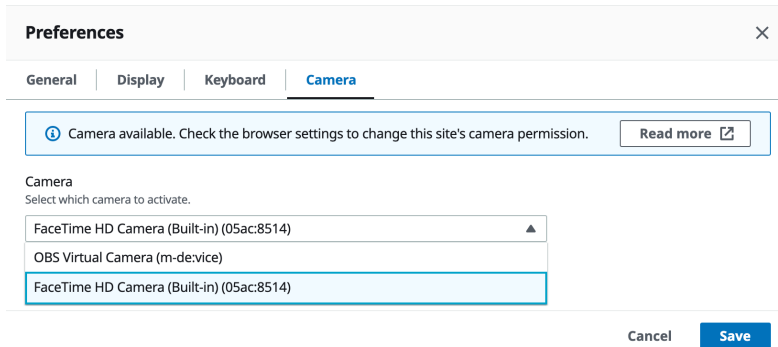 Preferences
General Display Keyboard Camera
Camera available. Check the browser settings to change this site's camera permission. Read more
Camera
Select which camera to activate.
FaceTime HD Camera (Built-in) (05ac:8514)
OBS Virtual Camera (m-de:vice)
FaceTime HD Camera (Built-in) (05ac:8514)
Cancel Save